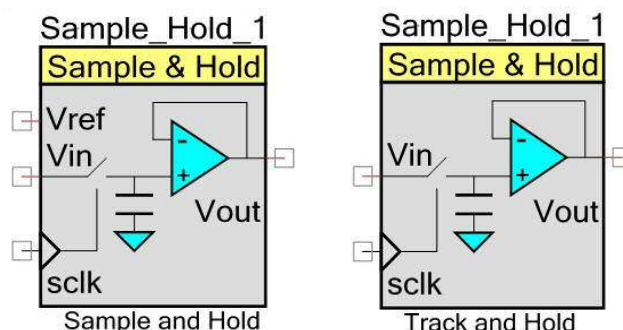 Sample_Hold_1
Sample & Hold
Vref
Vin
-
+
Vout
sclk
Sample and Hold
Sample_Hold_1
Sample & Hold
Vin
-
+
Vout
sclk
Track and Hold